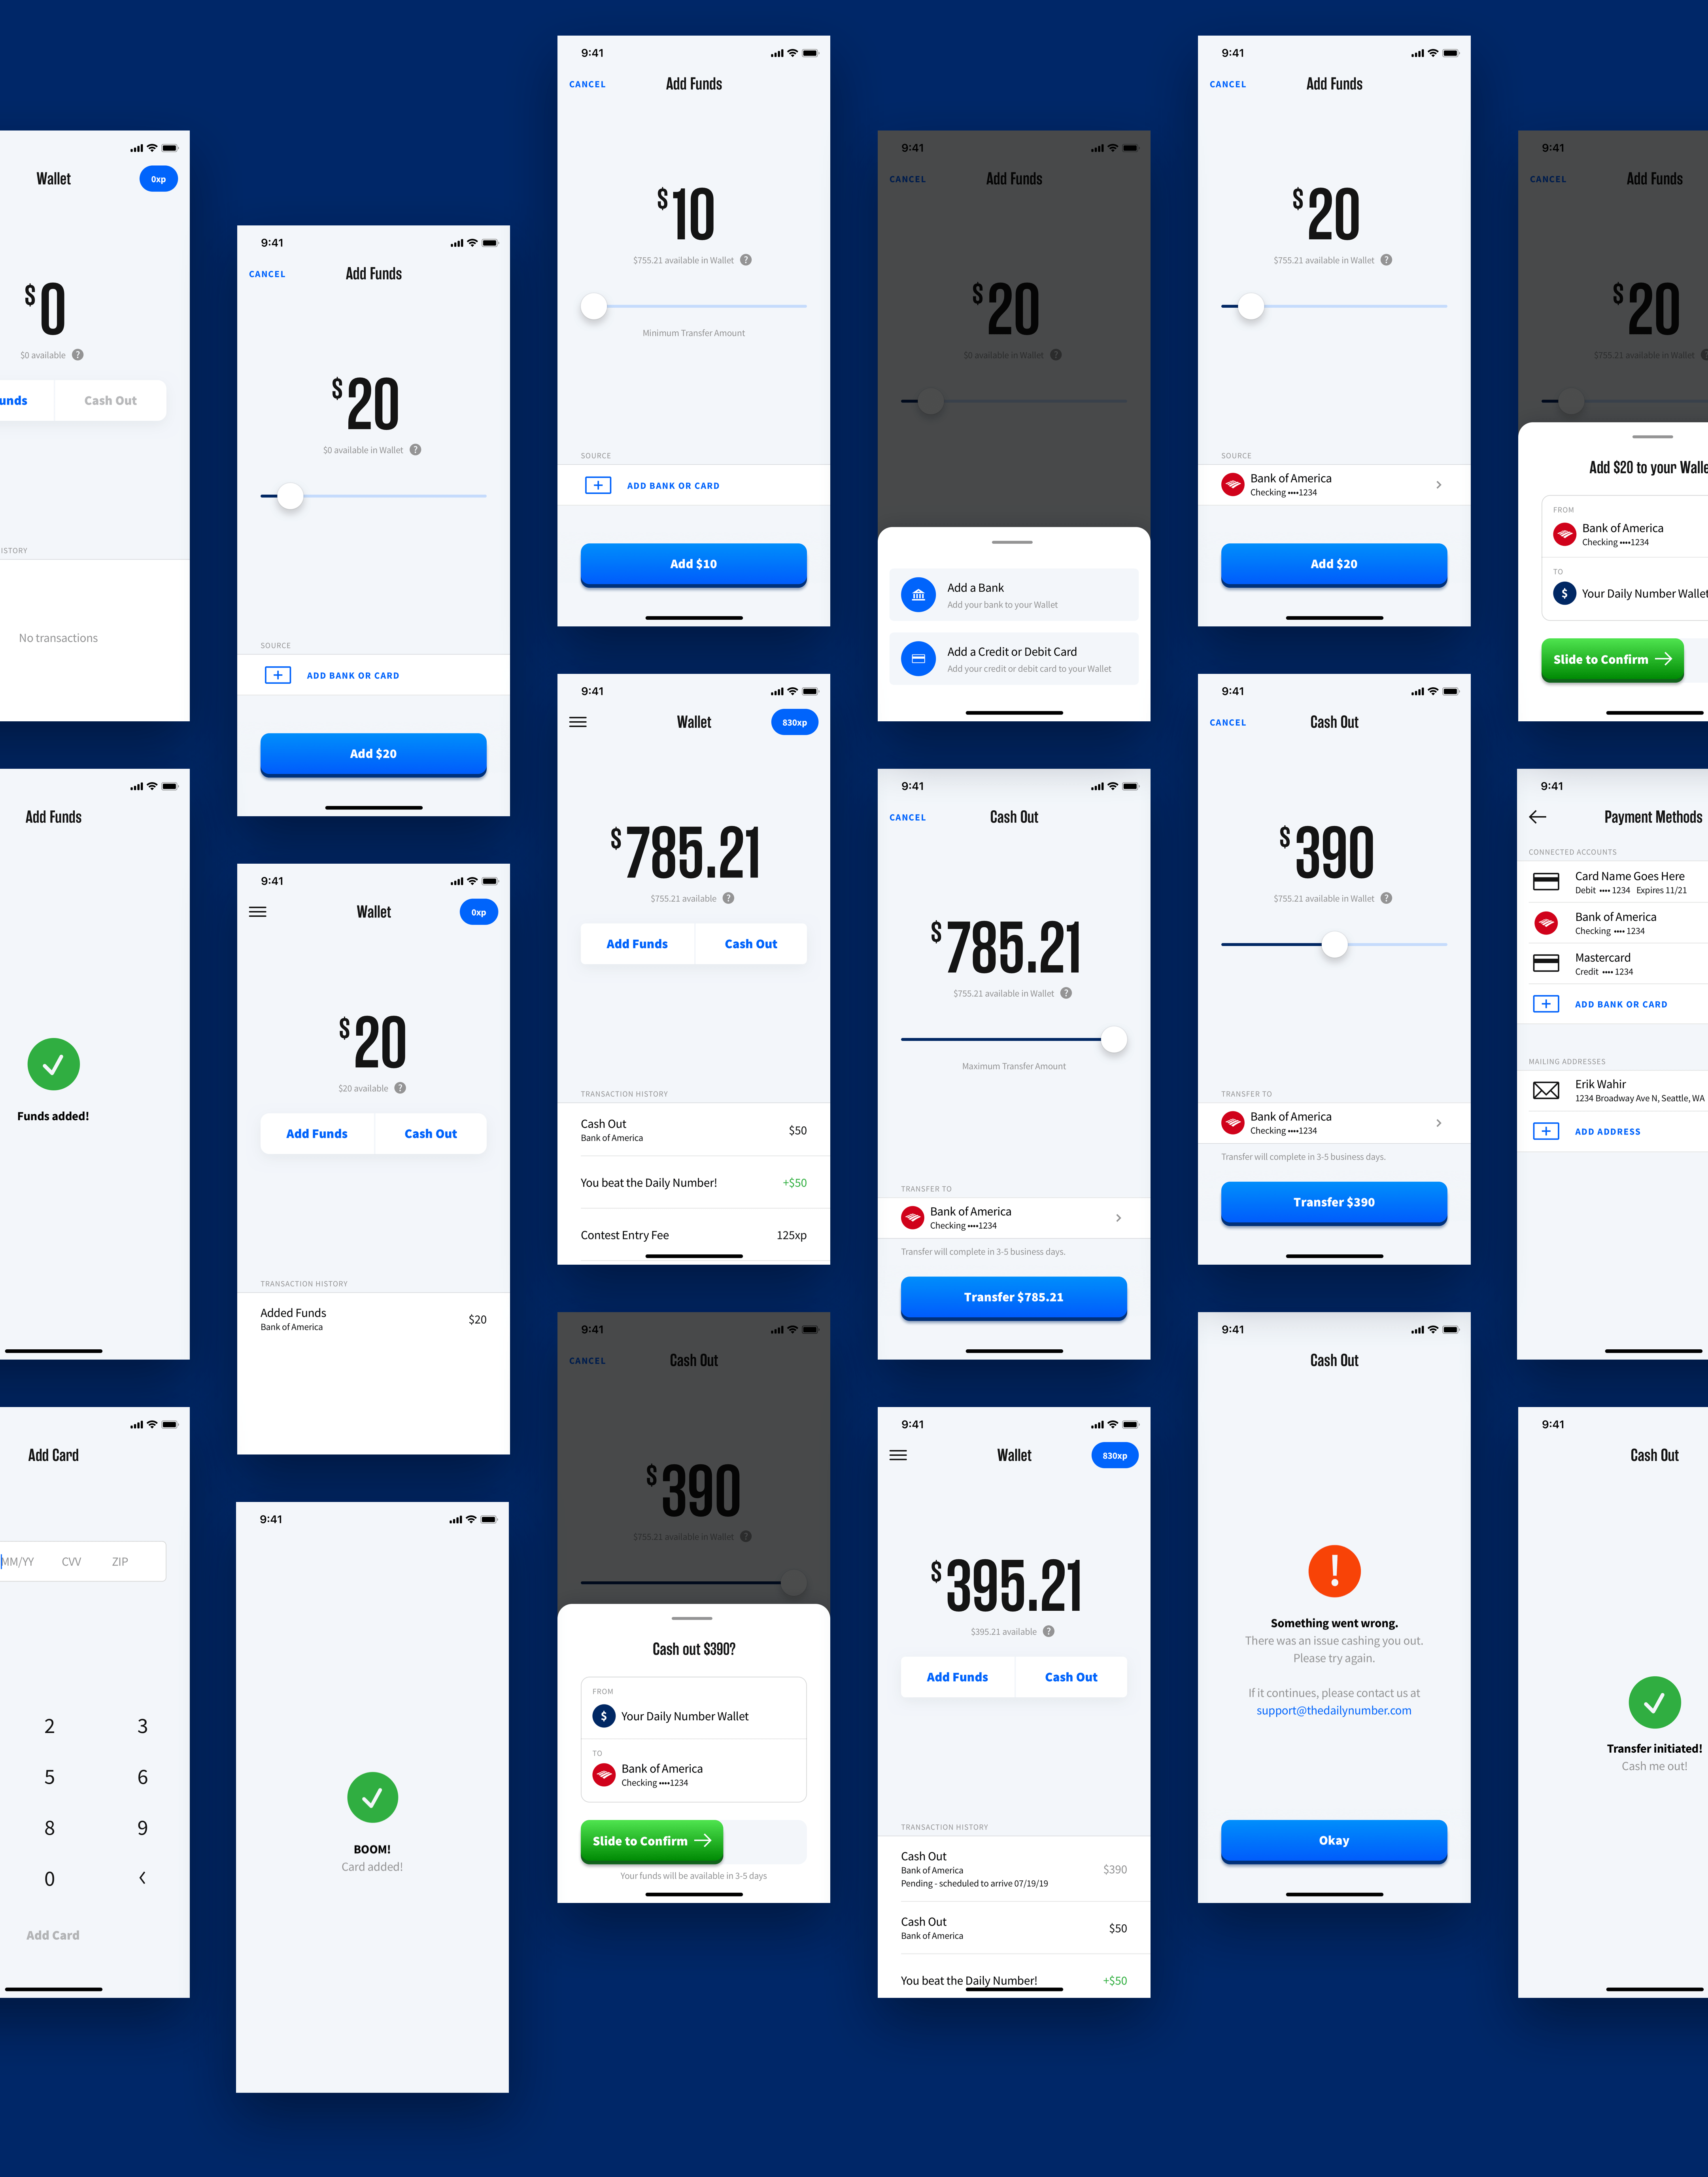 Wallet
0xp
$0
$0 available ?
unds
Cash Out
ISTORY
No transactions
Add Funds
Funds added!
Add Card
MM/YY CVV ZIP
2 3
5 6
8 9
0
Add Card
9:41
CANCEL Add Funds
$20
$0 available in Wallet ?
SOURCE
ADD BANK OR CARD
Add $20
9:41
Wallet
0xp
$20
$20 available ?
Add Funds Cash Out
TRANSACTION HISTORY
Added Funds
Bank of America
$20
9:41
BOOM!
Card added!
9:41
CANCEL Add Funds
$10
$755.21 available in Wallet ?
Minimum Transfer Amount
SOURCE
ADD BANK OR CARD
Add $10
9:41
Wallet
830xp
$785.21
$755.21 available ?
Add Funds Cash Out
TRANSACTION HISTORY
Cash Out
Bank of America
$50
You beat the Daily Number! +$50
Contest Entry Fee 125xp
9:41
CANCEL Cash Out
$390
$755.21 available in Wallet ?
Cash out $390?
FROM
$ Your Daily Number Wallet
TO
Bank of America
Checking ••••1234
Slide to Confirm
Your funds will be available in 3-5 days
9:41
CANCEL Add Funds
$20
$0 available in Wallet ?
Add a Bank
Add your bank to your Wallet
Add a Credit or Debit Card
Add your credit or debit card to your Wallet
9:41
CANCEL Cash Out
$785.21
$755.21 available in Wallet ?
Maximum Transfer Amount
TRANSFER TO
Bank of America
Checking ••••1234
Transfer will complete in 3-5 business days.
Transfer $785.21
9:41
Wallet
830xp
$395.21
$395.21 available ?
Add Funds Cash Out
TRANSACTION HISTORY
Cash Out
Bank of America
Pending - scheduled to arrive 07/19/19
$390
Cash Out
Bank of America
$50
You beat the Daily Number! +$50
9:41
CANCEL Add Funds
$20
$755.21 available in Wallet ?
SOURCE
Bank of America
Checking ••••1234
Add $20
9:41
CANCEL Cash Out
$390
$755.21 available in Wallet ?
TRANSFER TO
Bank of America
Checking ••••1234
Transfer will complete in 3-5 business days.
Transfer $390
9:41
Cash Out
!
Something went wrong.
There was an issue cashing you out.
Please try again.
If it continues, please contact us at
support@thedailynumber.com
Okay
9:41
CANCEL Add Funds
$20
$755.21 available in Wallet ?
Add $20 to your Walle
FROM
Bank of America
Checking ••••1234
TO
$ Your Daily Number Wallet
Slide to Confirm
9:41
Payment Methods
CONNECTED ACCOUNTS
Card Name Goes Here
Debit •••• 1234 Expires 11/21
Bank of America
Checking •••• 1234
Mastercard
Credit •••• 1234
ADD BANK OR CARD
MAILING ADDRESSES
Erik Wahir
1234 Broadway Ave N, Seattle, WA
ADD ADDRESS
9:41
Cash Out
Transfer initiated!
Cash me out!